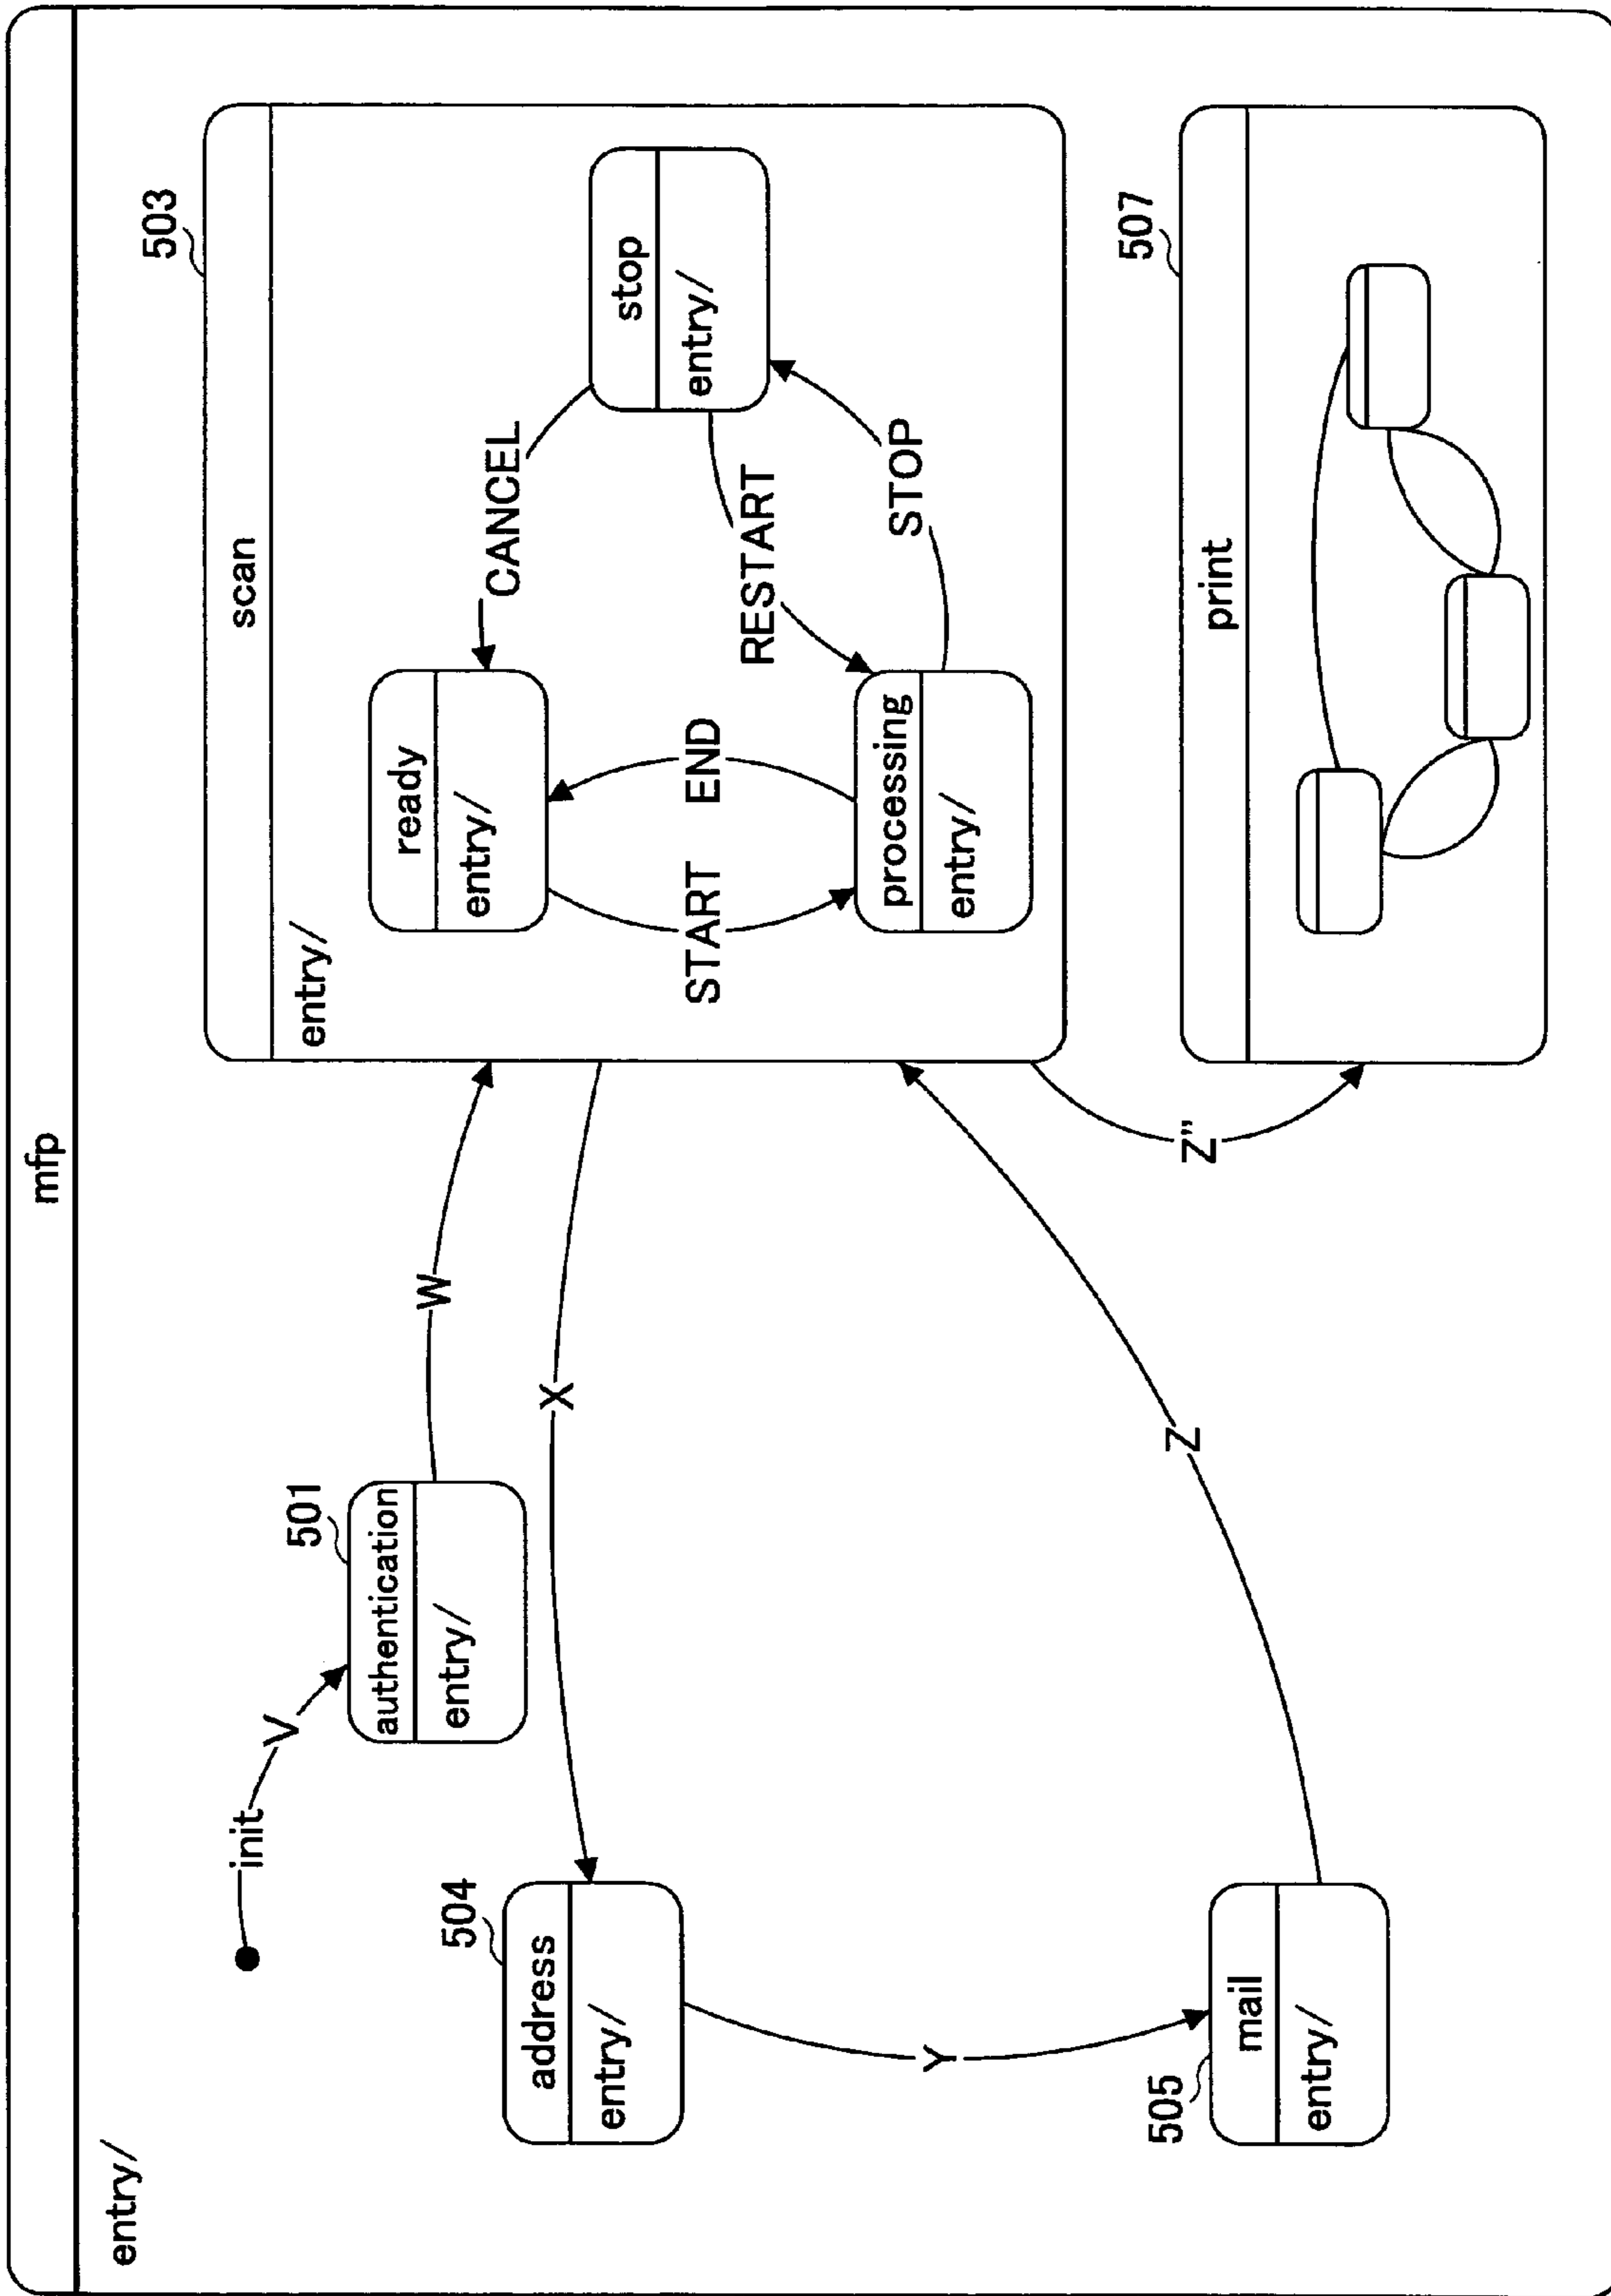 mfp
entry/
init
V
501
authentication
entry/
W
503
scan
entry/
ready
entry/
CANCEL
stop
entry/
START
END
RESTART
STOP
processing
entry/
X
504
address
entry/
Y
505
mail
entry/
Z
Z"
507
print